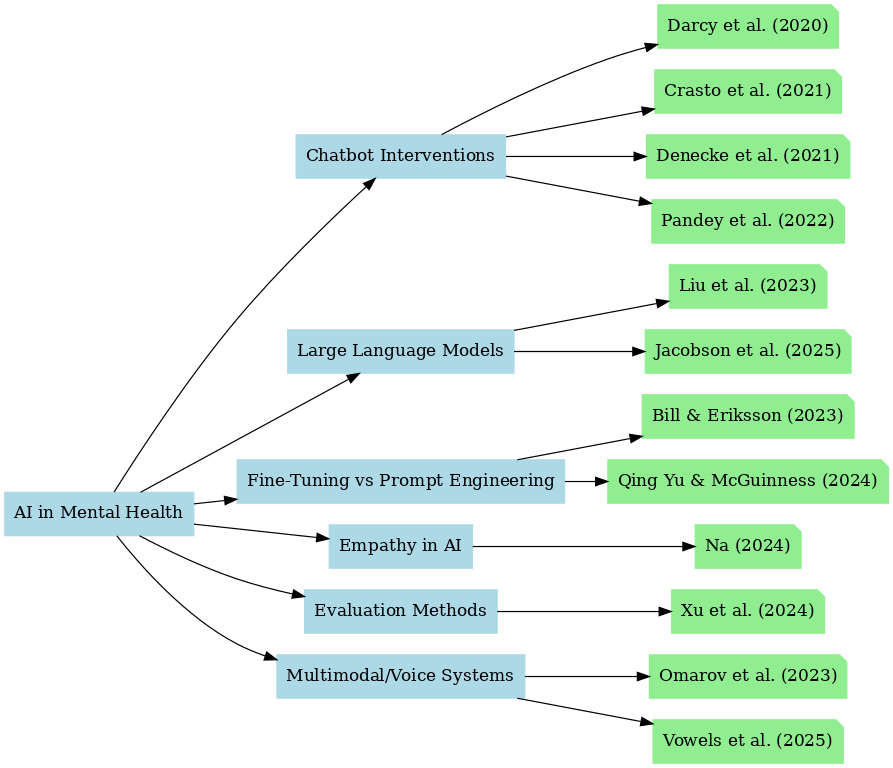 Darcy et al. (2020)
Crasto et al. (2021)
Chatbot Interventions
Denecke et al. (2021)
Pandey et al. (2022)
Liu et al. (2023)
Large Language Models
Jacobson et al. (2025)
Bill & Eriksson (2023)
Fine-Tuning vs Prompt Engineering
Qing Yu & McGuinness (2024)
AI in Mental Health
Empathy in AI
Na (2024)
Evaluation Methods
Xu et al. (2024)
Multimodal/Voice Systems
Omarov et al. (2023)
Vowels et al. (2025)